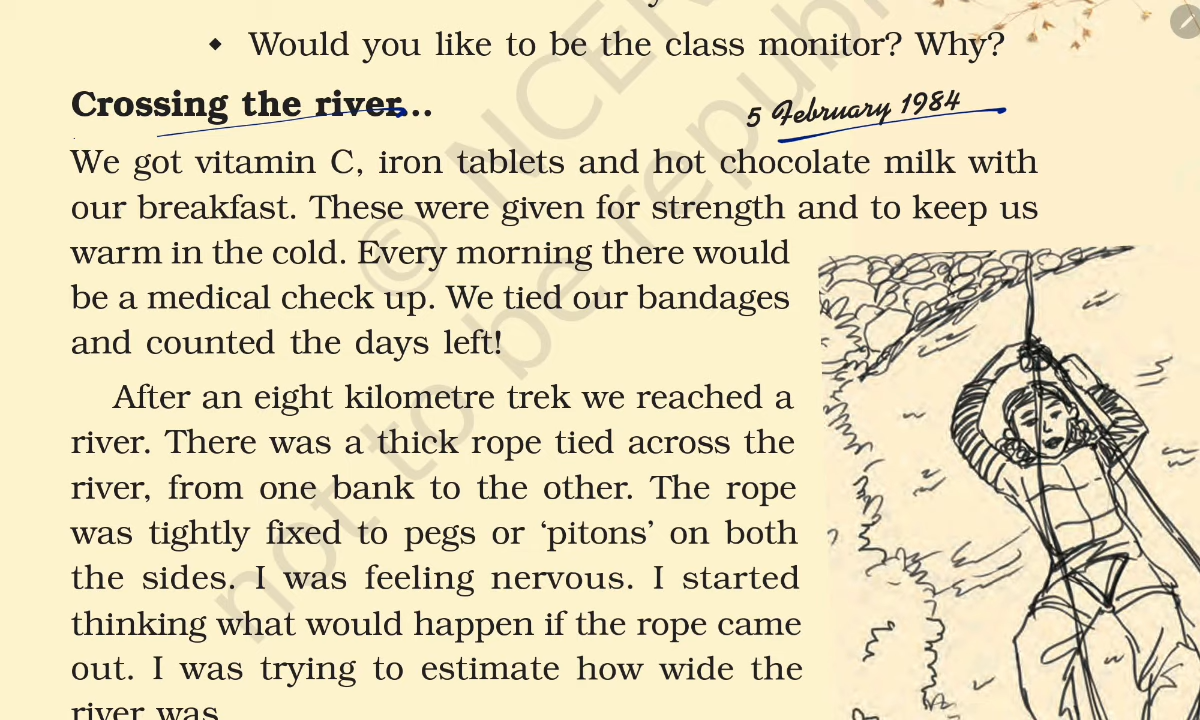 ◆ Would you like to be the class monitor? Why?
Crossing the river...
5 February 1984
We got vitamin C, iron tablets and hot chocolate milk with
our breakfast. These were given for strength and to keep us
warm in the cold. Every morning there would
be a medical check up. We tied our bandages
and counted the days left!
After an eight kilometre trek we reached a
river. There was a thick rope tied across the
river, from one bank to the other. The rope
was tightly fixed to pegs or ‘pitons’ on both
the sides. I was feeling nervous. I started
thinking what would happen if the rope came
out. I was trying to estimate how wide the
river was
© NCER
not to be republ